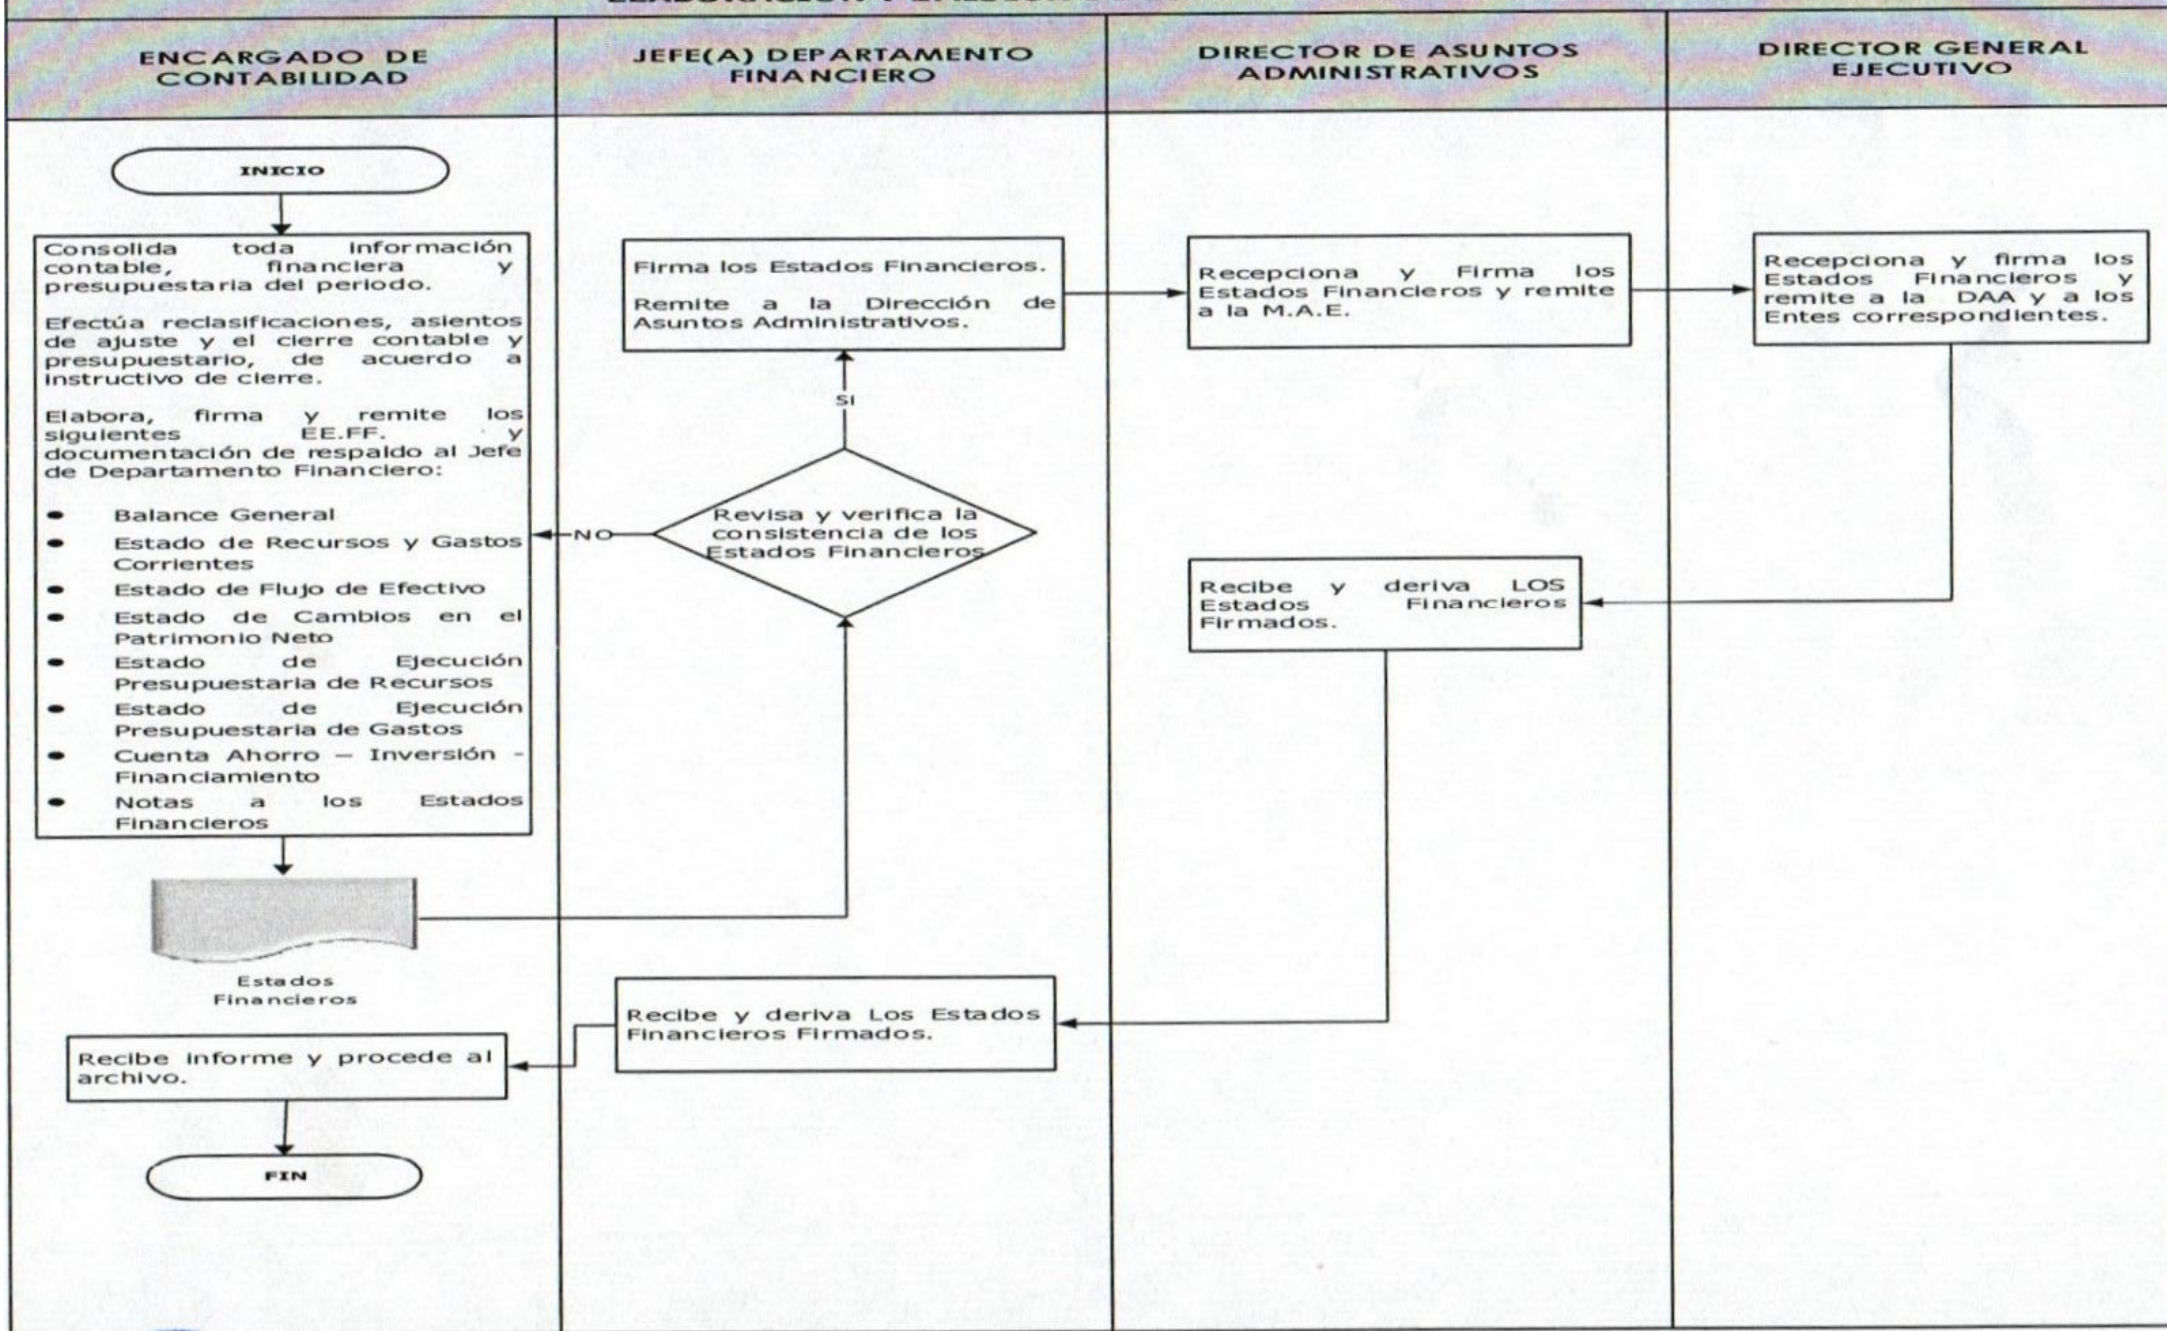 ENCARGADO DE
CONTABILIDAD
JEFE(A) DEPARTAMENTO
FINANCIERO
DIRECTOR DE ASUNTOS
ADMINISTRATIVOS
DIRECTOR GENERAL
EJECUTIVO
INICIO
Consolida toda información
contable, financiera y
presupuestaria del periodo.
Efectúa reclasificaciones, asientos
de ajuste y el cierre contable y
presupuestario, de acuerdo a
instructivo de cierre.
Elabora, firma y remite los
siguientes EE.FF. y
documentación de respaldo al Jefe
de Departamento Financiero:
• Balance General
• Estado de Recursos y Gastos
Corrientes
• Estado de Flujo de Efectivo
• Estado de Cambios en el
Patrimonio Neto
• Estado de Ejecución
Presupuestaria de Recursos
• Estado de Ejecución
Presupuestaria de Gastos
• Cuenta Ahorro – Inversión -
Financiamiento
• Notas a los Estados
Financieros
Estados
Financieros
NO
Revisa y verifica la
consistencia de los
Estados Financieros
SI
Firma los Estados Financieros.
Remite a la Dirección de
Asuntos Administrativos.
Recepciona y Firma los
Estados Financieros y remite
a la M.A.E.
Recepciona y firma los
Estados Financieros y
remite a la DAA y a los
Entes correspondientes.
Recibe y deriva LOS
Estados Financieros
Firmados.
Recibe y deriva Los Estados
Financieros Firmados.
Recibe informe y procede al
archivo.
FIN